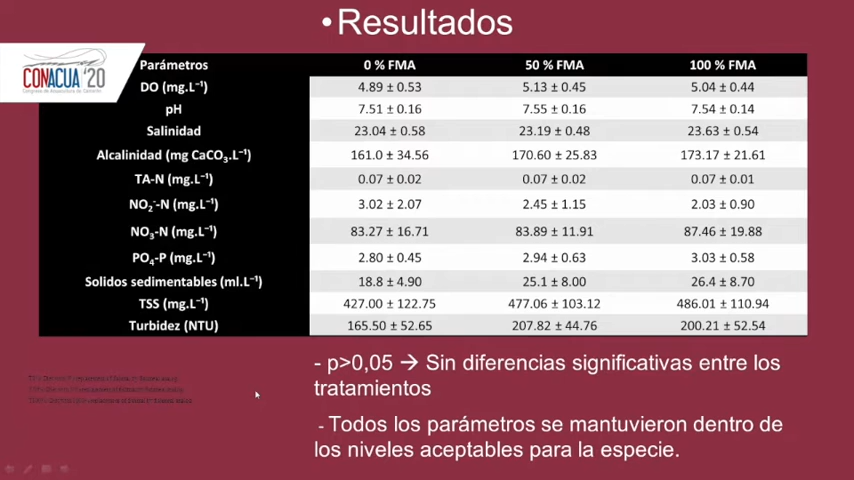 •Resultados
CONACUA '20
Parámetros 0 % FMA 50 % FMA 100 % FMA
DO (mg.L⁻¹) 4.89 ± 0.53 5.13 ± 0.45 5.04 ± 0.44
pH 7.51 ± 0.16 7.55 ± 0.16 7.54 ± 0.14
Salinidad 23.04 ± 0.58 23.19 ± 0.48 23.63 ± 0.54
Alcalinidad (mg CaCO₃.L⁻¹) 161.0 ± 34.56 170.60 ± 25.83 173.17 ± 21.61
TA-N (mg.L⁻¹) 0.07 ± 0.02 0.07 ± 0.02 0.07 ± 0.01
NO₂⁻-N (mg.L⁻¹) 3.02 ± 2.07 2.45 ± 1.15 2.03 ± 0.90
NO₃-N (mg.L⁻¹) 83.27 ± 16.71 83.89 ± 11.91 87.46 ± 19.88
PO₄-P (mg.L⁻¹) 2.80 ± 0.45 2.94 ± 0.63 3.03 ± 0.58
Solidos sedimentables (ml.L⁻¹) 18.8 ± 4.90 25.1 ± 8.00 26.4 ± 8.70
TSS (mg.L⁻¹) 427.00 ± 122.75 477.06 ± 103.12 486.01 ± 110.94
Turbidez (NTU) 165.50 ± 52.65 207.82 ± 44.76 200.21 ± 52.54
- p>0,05 → Sin diferencias significativas entre los
tratamientos
- Todos los parámetros se mantuvieron dentro de
los niveles aceptables para la especie.